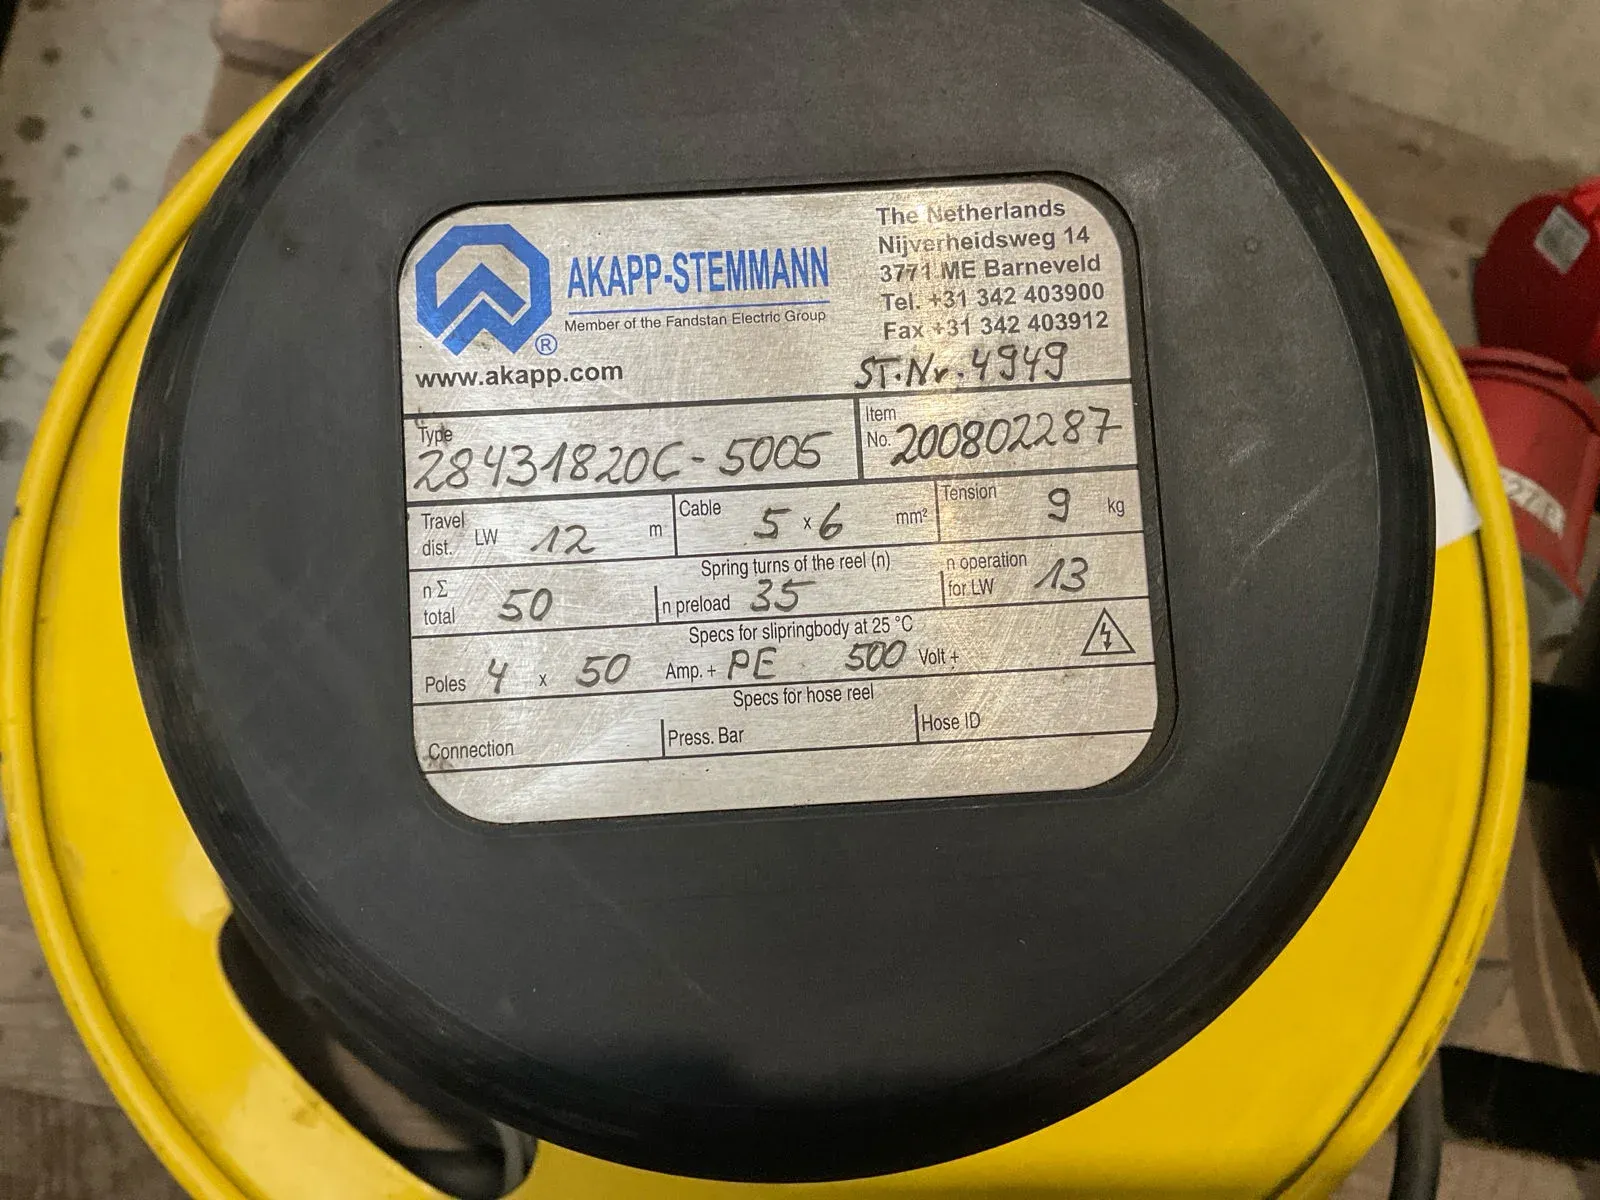 AKAPP-STEMMANN
Member of the Fandstan Electric Group
®
www.akapp.com
The Netherlands
Nijverheidsweg 14
3771 ME Barneveld
Tel. +31 342 403900
Fax +31 342 403912
ST.Nr. 4949
Type
28431820C-5005
Item
No. 200802287
Travel dist. LW 12 m
Cable 5 x 6 mm²
Tension 9 kg
Spring turns of the reel (n)
n Σ total 50
n preload 35
n operation for LW 13
Specs for slipringbody at 25 °C
Poles 4 x 50 Amp. + PE 500 Volt +
Specs for hose reel
Connection
Press. Bar
Hose ID